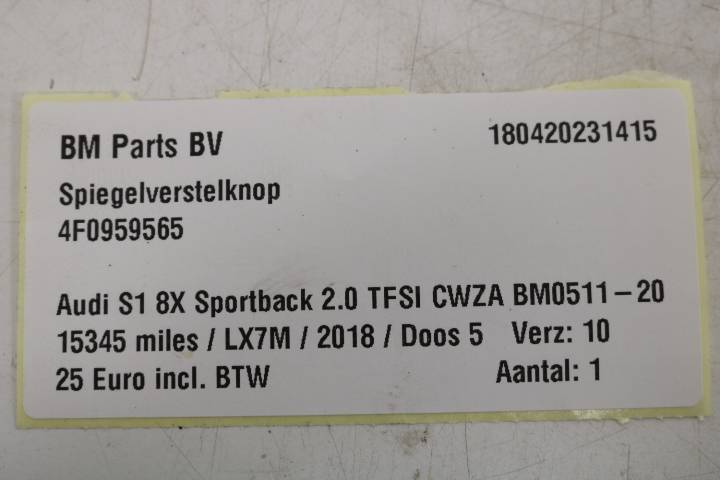 BM Parts BV 180420231415
Spiegelverstelknop
4F0959565
Audi S1 8X Sportback 2.0 TFSI CWZA BM0511-20
15345 miles / LX7M / 2018 / Doos 5 Verz: 10
25 Euro incl. BTW Aantal: 1